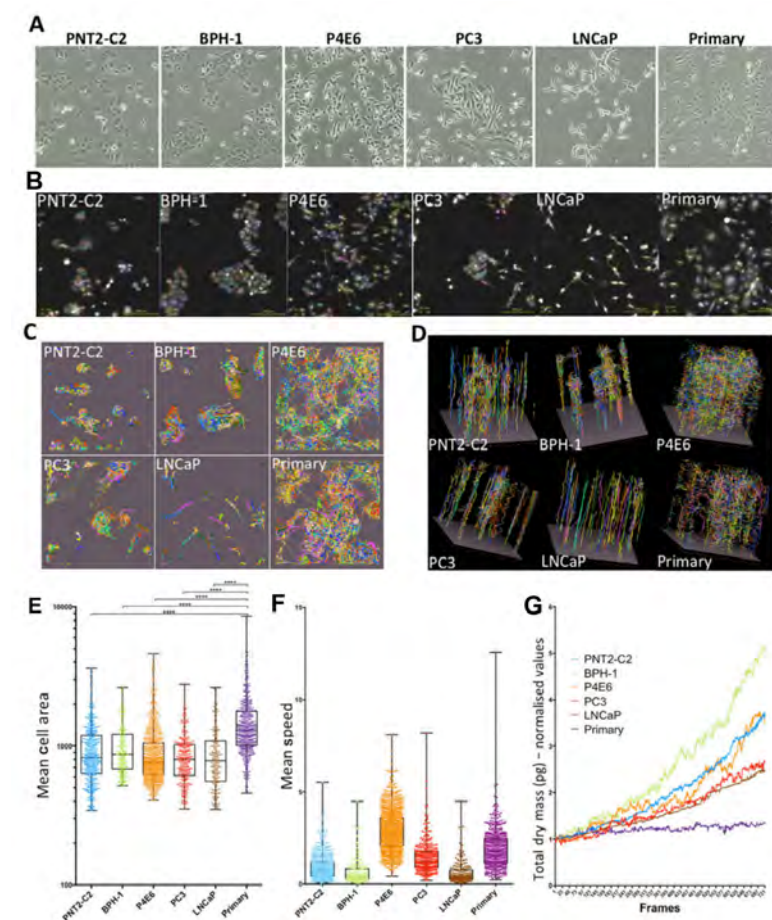 A
PNT2-C2 BPH-1 P4E6 PC3 LNCaP Primary
B
PNT2-C2 BPH-1 P4E6 PC3 LNCaP Primary
C
PNT2-C2 BPH-1 P4E6
PC3 LNCaP Primary
D
PNT2-C2 BPH-1 P4E6
PC3 LNCaP Primary
E
**** 
****
****
****
****
Mean cell area
10000
1000
100
PNT2-C2 BPH-1 P4E6 PC3 LNCaP Primary
F
Mean speed
15
10
5
0
PNT2-C2 BPH-1 P4E6 PC3 LNCaP Primary
G
Total dry mass (pg) – normalised values
6
5
4
3
2
1
0
PNT2-C2
BPH-1
P4E6
PC3
LNCaP
Primary
Frames